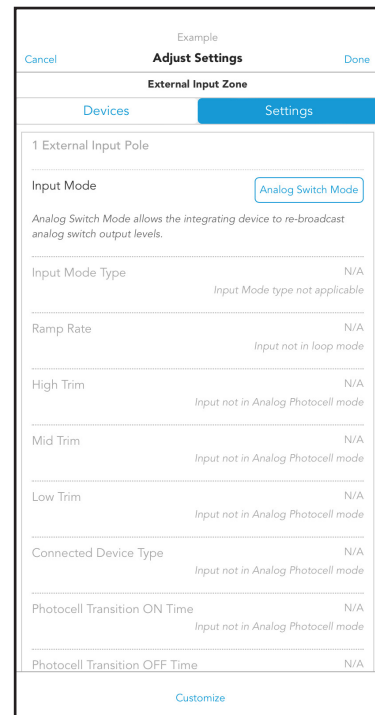 Example
Cancel Adjust Settings Done
External Input Zone
Devices Settings
1 External Input Pole
Input Mode Analog Switch Mode
Analog Switch Mode allows the integrating device to re-broadcast
analog switch output levels.
Input Mode Type N/A
Input Mode type not applicable
Ramp Rate N/A
Input not in loop mode
High Trim N/A
Input not in Analog Photocell mode
Mid Trim N/A
Input not in Analog Photocell mode
Low Trim N/A
Input not in Analog Photocell mode
Connected Device Type N/A
Input not in Analog Photocell mode
Photocell Transition ON Time N/A
Input not in Analog Photocell mode
Photocell Transition OFF Time N/A
Customize